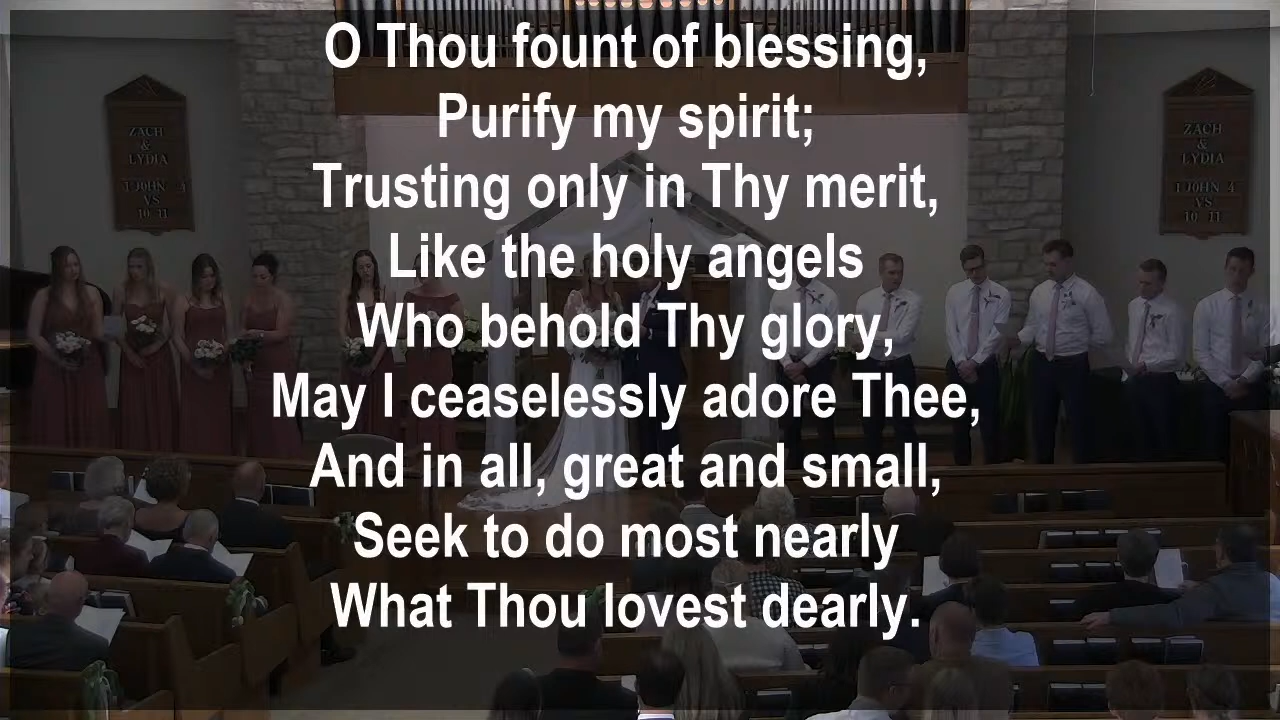 O Thou fount of blessing,
Purify my spirit;
Trusting only in Thy merit,
Like the holy angels
Who behold Thy glory,
May I ceaselessly adore Thee,
And in all, great and small,
Seek to do most nearly
What Thou lovest dearly.
ZACH
&
LYDIA
1 JOHN 4
VS
10 11
ZACH
&
LYDIA
1 JOHN 4
VS
10 11